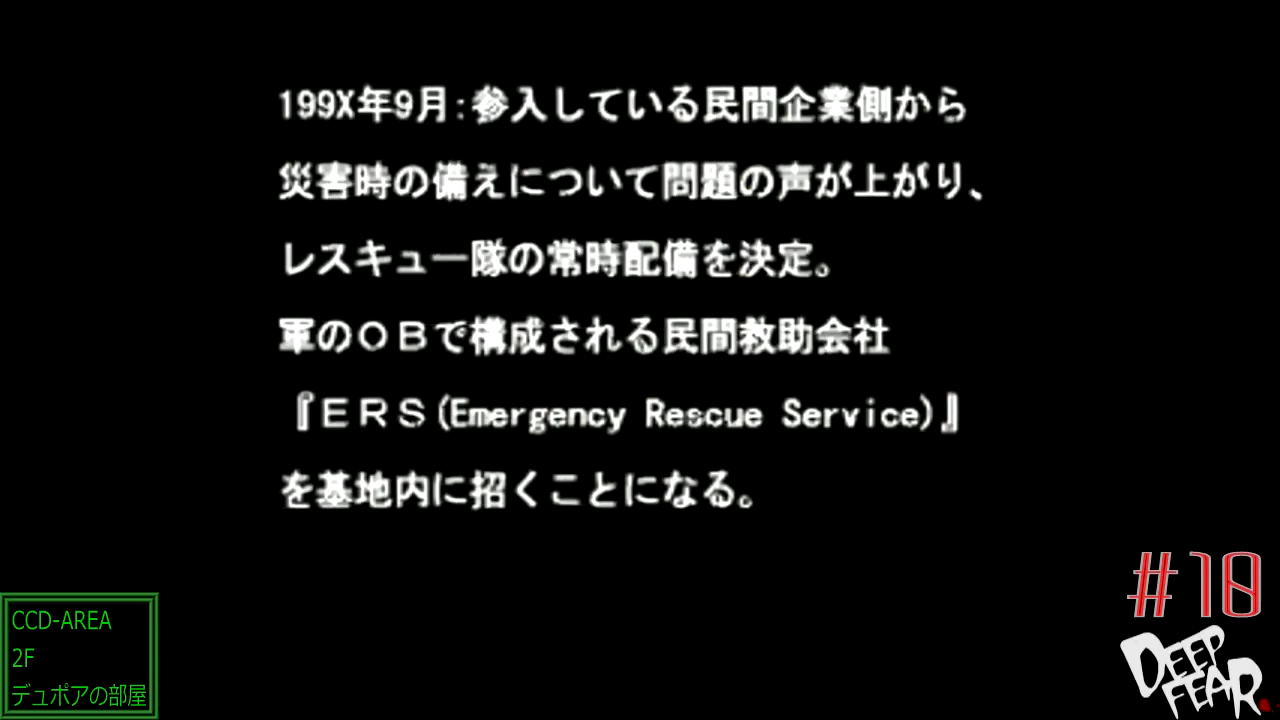 199X年9月:参入している民間企業側から
災害時の備えについて問題の声が上がり、
レスキュー隊の常時配備を決定。
軍のＯＢで構成される民間救助会社
『ＥＲＳ(Emergency Rescue Service)』
を基地内に招くことになる。
#10
DEEP
FEAR
CCD-AREA
2F
デュポアの部屋